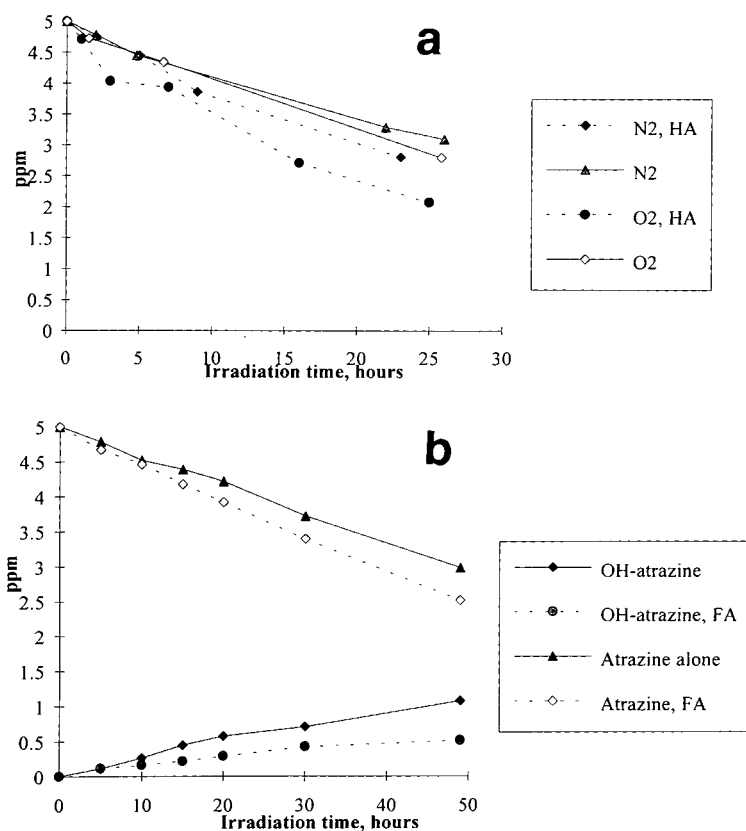 a
5
4.5
4
3.5
3
2.5
2
1.5
1
0.5
0
ppm
0 5 10 15 20 25 30
Irradiation time, hours
N2, HA
N2
O2, HA
O2
b
5
4.5
4
3.5
3
2.5
2
1.5
1
0.5
0
ppm
0 10 20 30 40 50
Irradiation time, hours
OH-atrazine
OH-atrazine, FA
Atrazine alone
Atrazine, FA